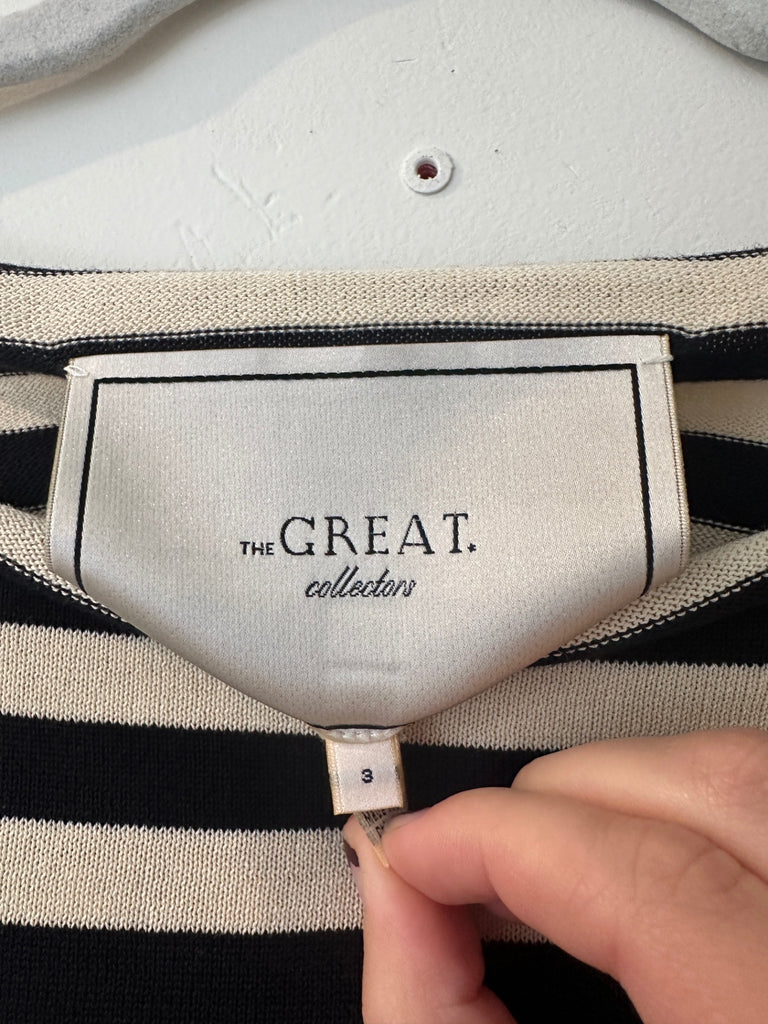 THE GREAT.
collectors
3